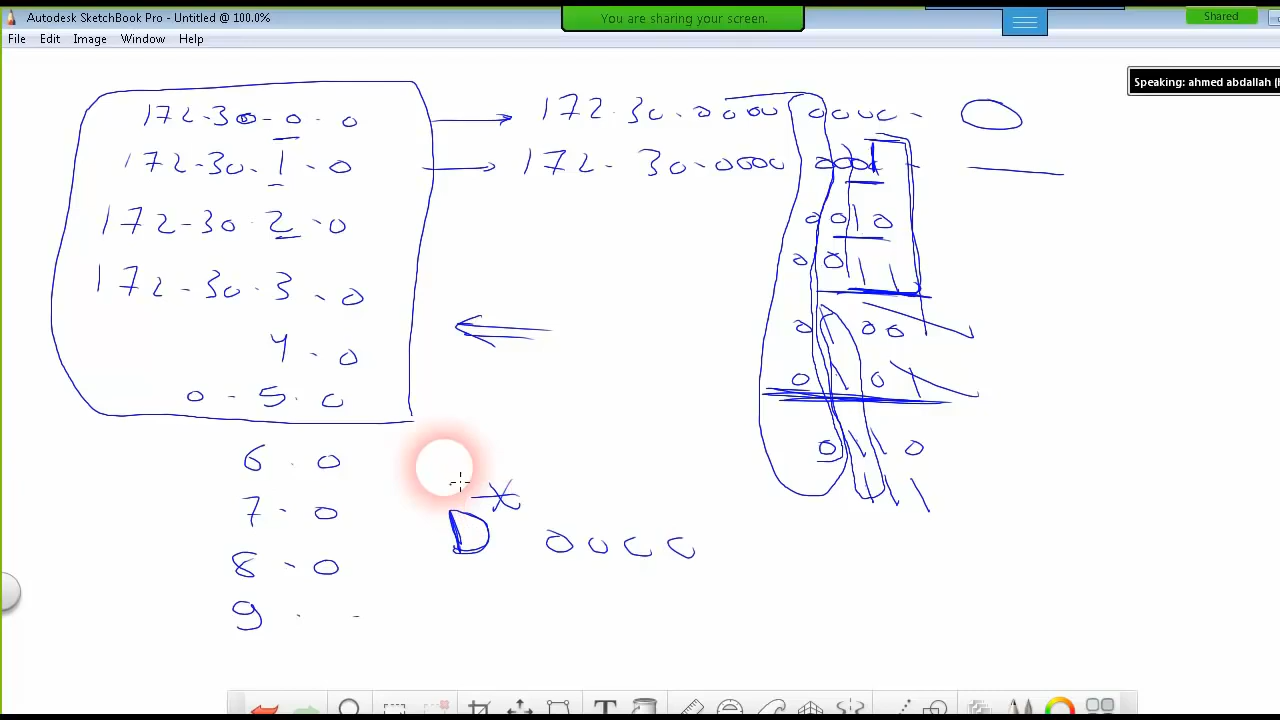 Autodesk SketchBook Pro - Untitled @ 100.0%
You are sharing your screen.
Shared
File Edit Image Window Help
Speaking: ahmed abdallah (H
172-30-0-0 172.30.0000 0000-
172-30.1-0 172-30.0000 0001 -
172-30.2-0 0010
172-30.3-0 0011
4-0 0100
0-5.0 0101
6.0 0110
7-0 11
D 0000
8-0
9 . -
T